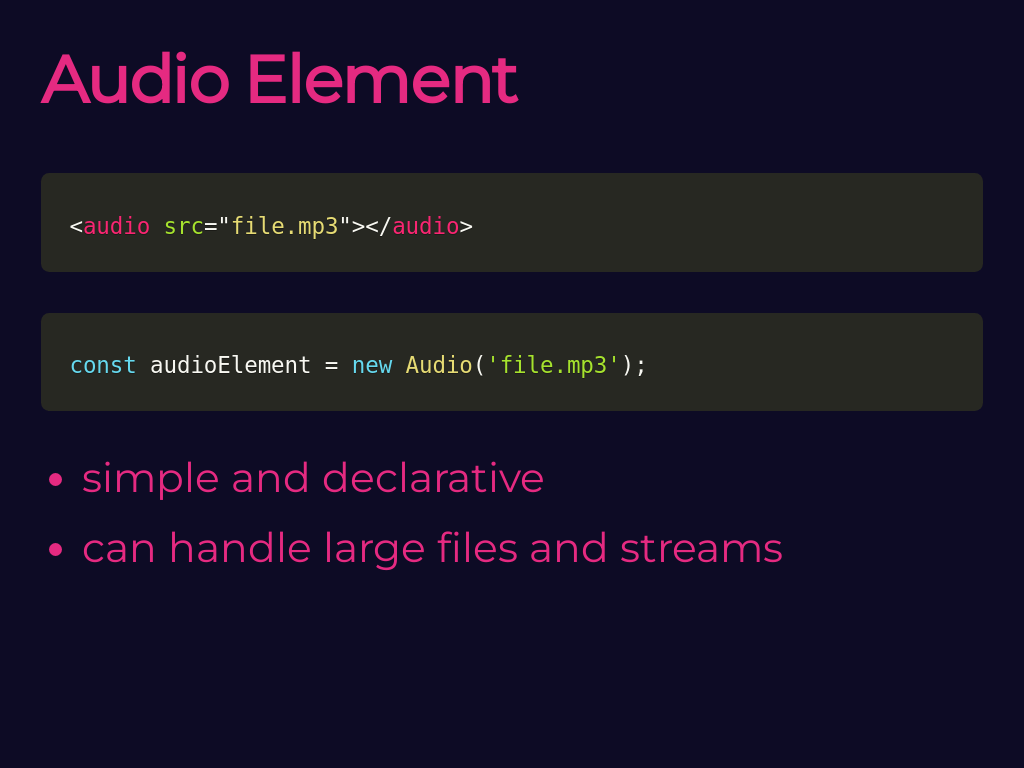 Audio Element
<audio src="file.mp3"></audio>
const audioElement = new Audio('file.mp3');
• simple and declarative
• can handle large files and streams